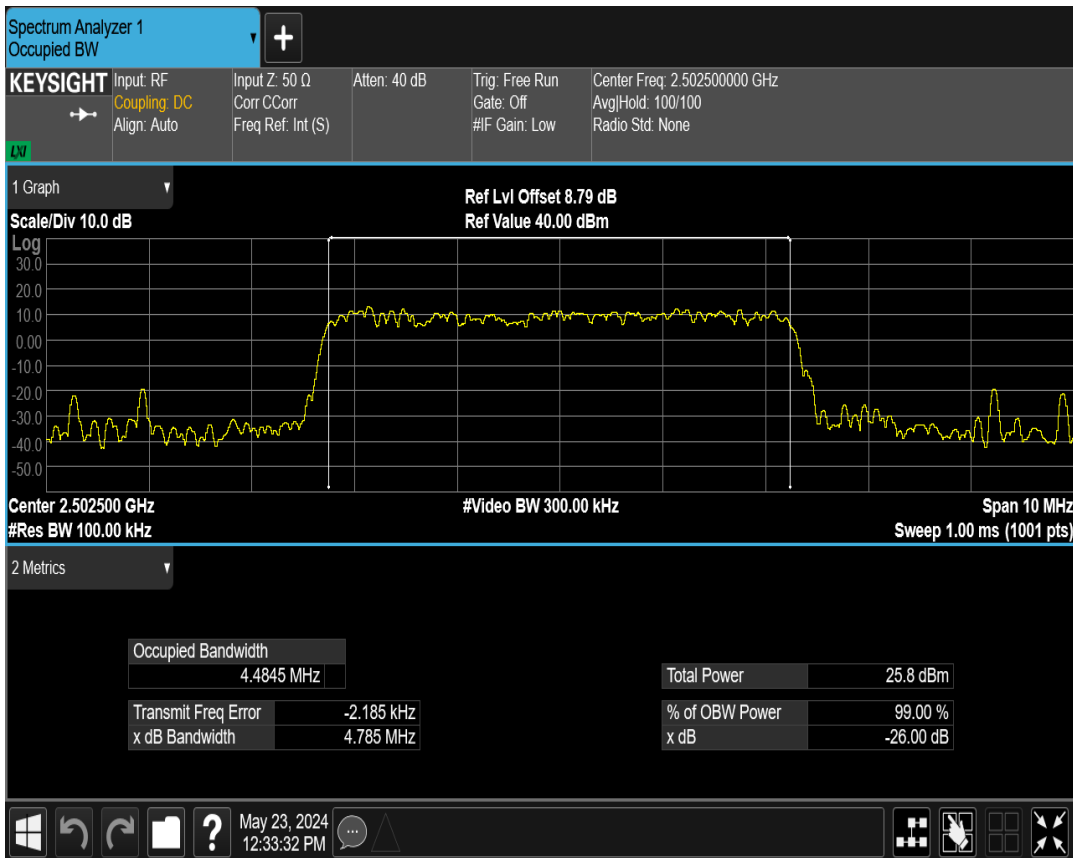 Spectrum Analyzer 1
Occupied BW
KEYSIGHT
LXI
Input: RF
Coupling: DC
Align: Auto
Input Z: 50 Ω
Corr CCorr
Freq Ref: Int (S)
Atten: 40 dB
Trig: Free Run
Gate: Off
#IF Gain: Low
Center Freq: 2.502500000 GHz
Avg|Hold: 100/100
Radio Std: None
1 Graph
Scale/Div 10.0 dB
Ref Lvl Offset 8.79 dB
Ref Value 40.00 dBm
Log
30.0
20.0
10.0
0.00
-10.0
-20.0
-30.0
-40.0
-50.0
Center 2.502500 GHz
#Video BW 300.00 kHz
Span 10 MHz
#Res BW 100.00 kHz
Sweep 1.00 ms (1001 pts)
2 Metrics
Occupied Bandwidth
4.4845 MHz
Total Power 25.8 dBm
Transmit Freq Error -2.185 kHz
% of OBW Power 99.00 %
x dB Bandwidth 4.785 MHz
x dB -26.00 dB
May 23, 2024
12:33:32 PM